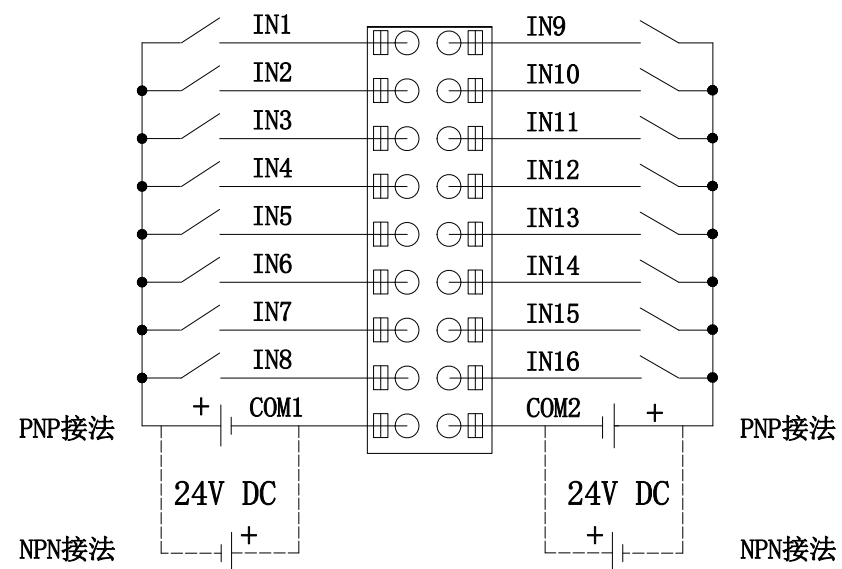 IN1 IN9
IN2 IN10
IN3 IN11
IN4 IN12
IN5 IN13
IN6 IN14
IN7 IN15
IN8 IN16
PNP接法 + COM1 COM2 + PNP接法
24V DC 24V DC
NPN接法 + + NPN接法